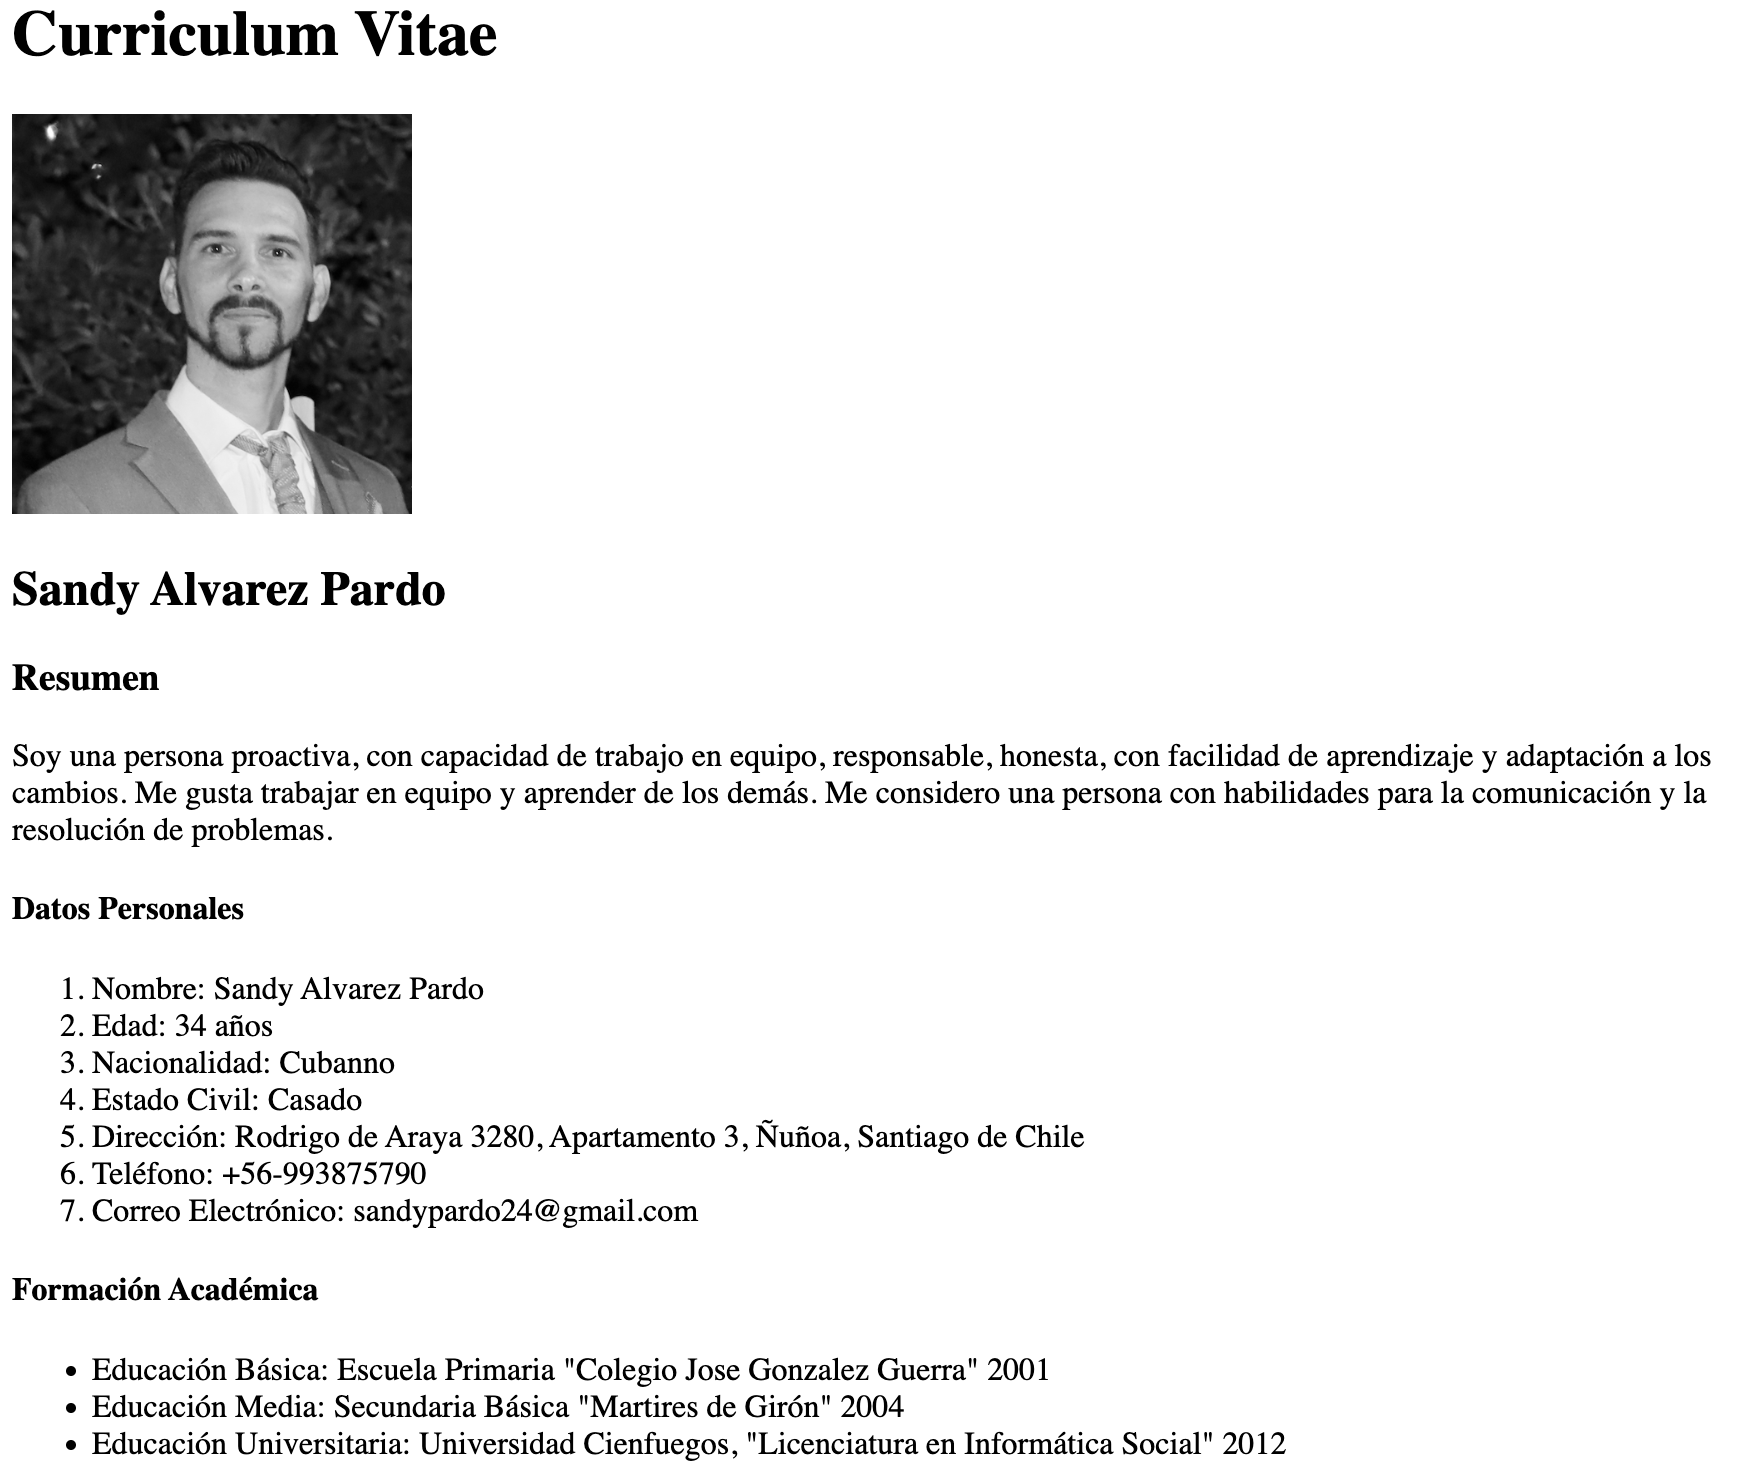 Curriculum Vitae
Sandy Alvarez Pardo
Resumen
Soy una persona proactiva, con capacidad de trabajo en equipo, responsable, honesta, con facilidad de aprendizaje y adaptación a los
cambios. Me gusta trabajar en equipo y aprender de los demás. Me considero una persona con habilidades para la comunicación y la
resolución de problemas.
Datos Personales
1. Nombre: Sandy Alvarez Pardo
2. Edad: 34 años
3. Nacionalidad: Cubanno
4. Estado Civil: Casado
5. Dirección: Rodrigo de Araya 3280, Apartamento 3, Ñuñoa, Santiago de Chile
6. Teléfono: +56-993875790
7. Correo Electrónico: sandypardo24@gmail.com
Formación Académica
• Educación Básica: Escuela Primaria "Colegio Jose Gonzalez Guerra" 2001
• Educación Media: Secundaria Básica "Martires de Girón" 2004
• Educación Universitaria: Universidad Cienfuegos, "Licenciatura en Informática Social" 2012